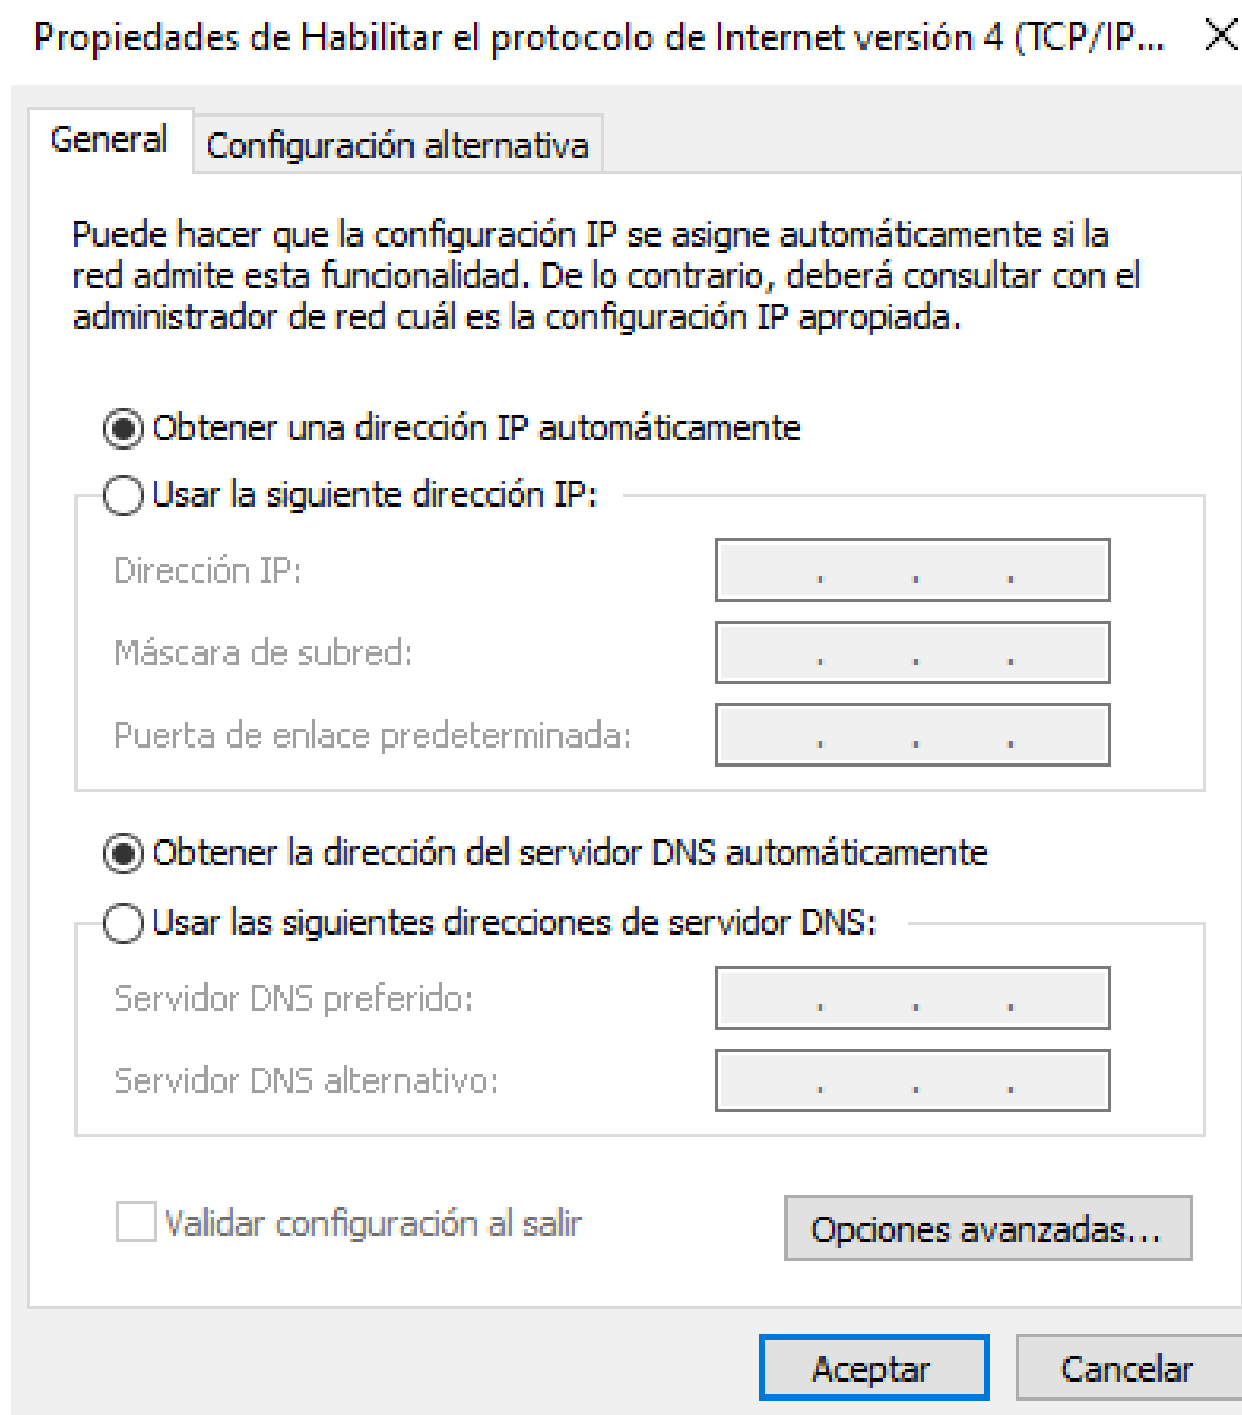 Propiedades de Habilitar el protocolo de Internet versión 4 (TCP/IP...
General
Configuración alternativa
Puede hacer que la configuración IP se asigne automáticamente si la
red admite esta funcionalidad. De lo contrario, deberá consultar con el
administrador de red cuál es la configuración IP apropiada.
Obtener una dirección IP automáticamente
Usar la siguiente dirección IP:
Dirección IP:
Máscara de subred:
Puerta de enlace predeterminada:
Obtener la dirección del servidor DNS automáticamente
Usar las siguientes direcciones de servidor DNS:
Servidor DNS preferido:
Servidor DNS alternativo:
Validar configuración al salir
Opciones avanzadas...
Aceptar
Cancelar